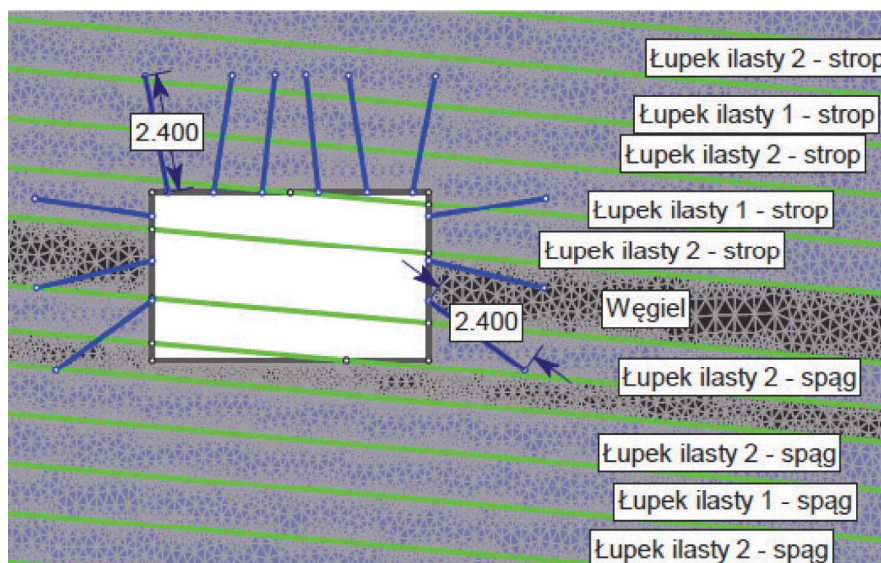 Łupek ilasty 2 - strop
Łupek ilasty 1 - strop
2.400
Łupek ilasty 2 - strop
Łupek ilasty 1 - strop
Łupek ilasty 2 - strop
Węgiel
2.400
Łupek ilasty 2 - spąg
Łupek ilasty 2 - spąg
Łupek ilasty 1 - spąg
Łupek ilasty 2 - spąg